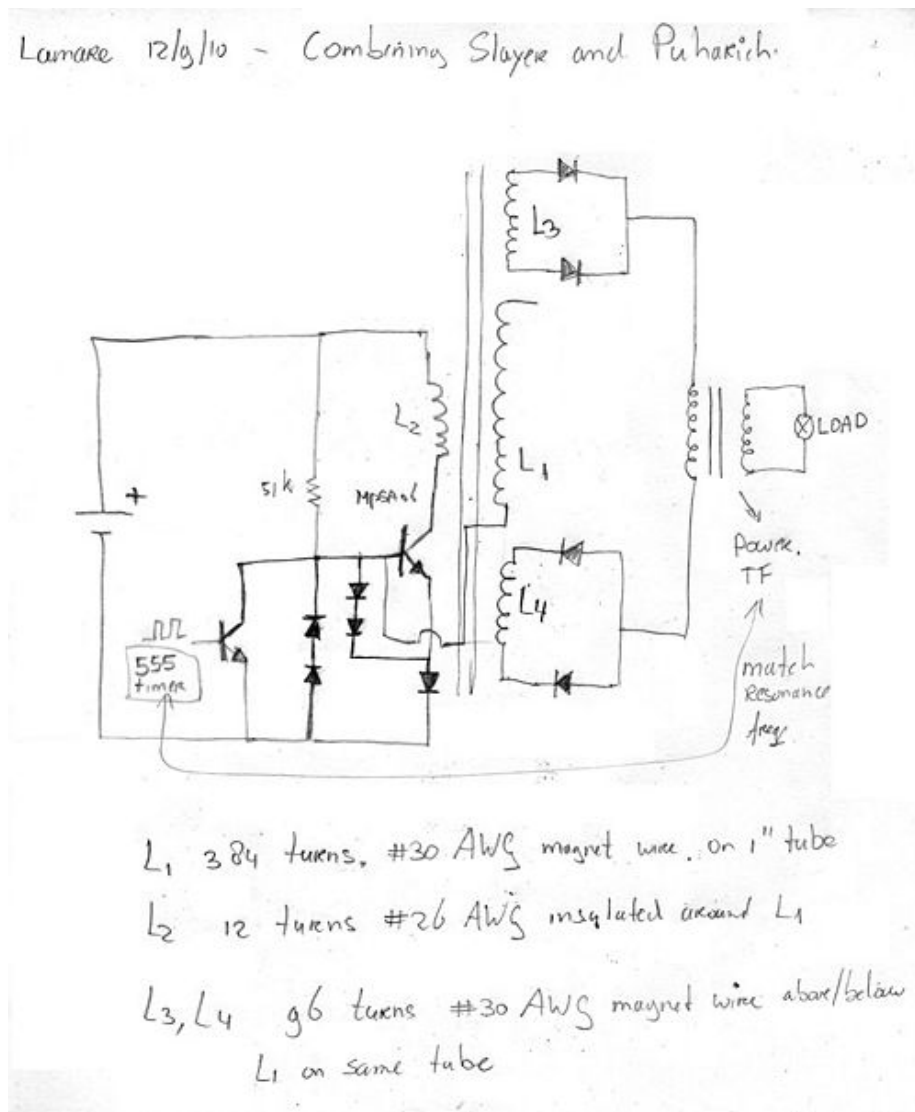 Lamare 12/9/10 - Combining Slayer and Puharich.
L3
L2
L1
LOAD
+
51k
MPSA06
Power.
TF
L4
555
timer
match
Resonance
freq.
L1 384 turns. #30 AWG magnet wire. on 1" tube
L2 12 turns #26 AWG insulated around L1
L3, L4 96 turns #30 AWG magnet wire above/below
L1 on same tube